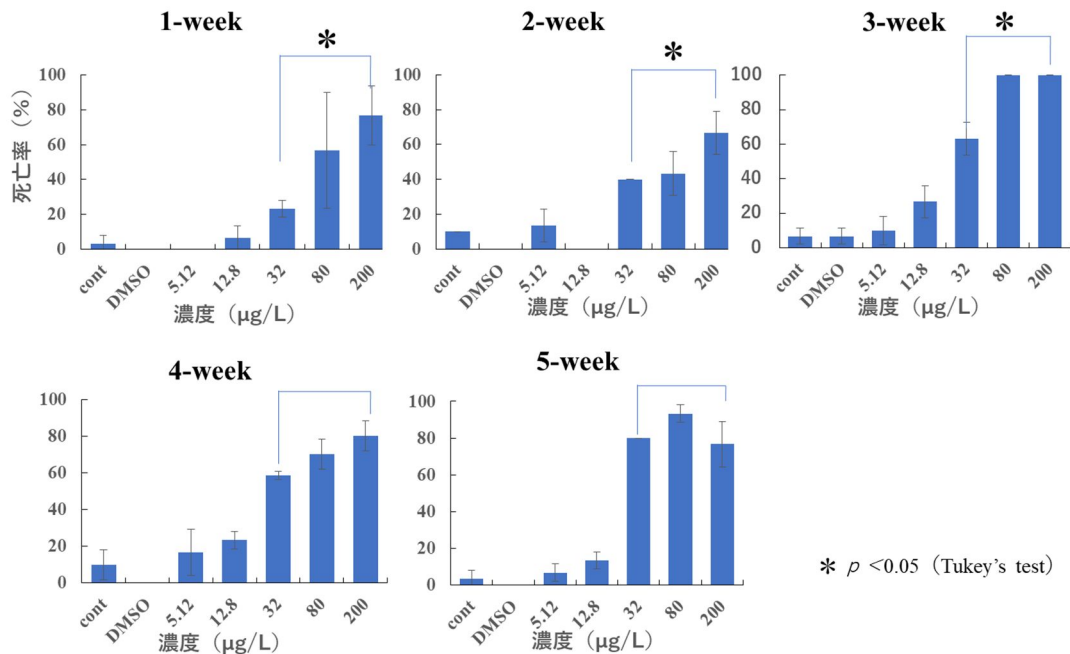 1-week
*
死亡率（%）
100
80
60
40
20
0
cont
DMSO
5.12
12.8
32
80
200
濃度（µg/L）
2-week
*
100
80
60
40
20
0
cont
DMSO
5.12
12.8
32
80
200
濃度（µg/L）
3-week
*
100
80
60
40
20
0
cont
DMSO
5.12
12.8
32
80
200
濃度（µg/L）
4-week
100
80
60
40
20
0
cont
DMSO
5.12
12.8
32
80
200
濃度（µg/L）
5-week
100
80
60
40
20
0
cont
DMSO
5.12
12.8
32
80
200
濃度（µg/L）
* p <0.05（Tukey's test）